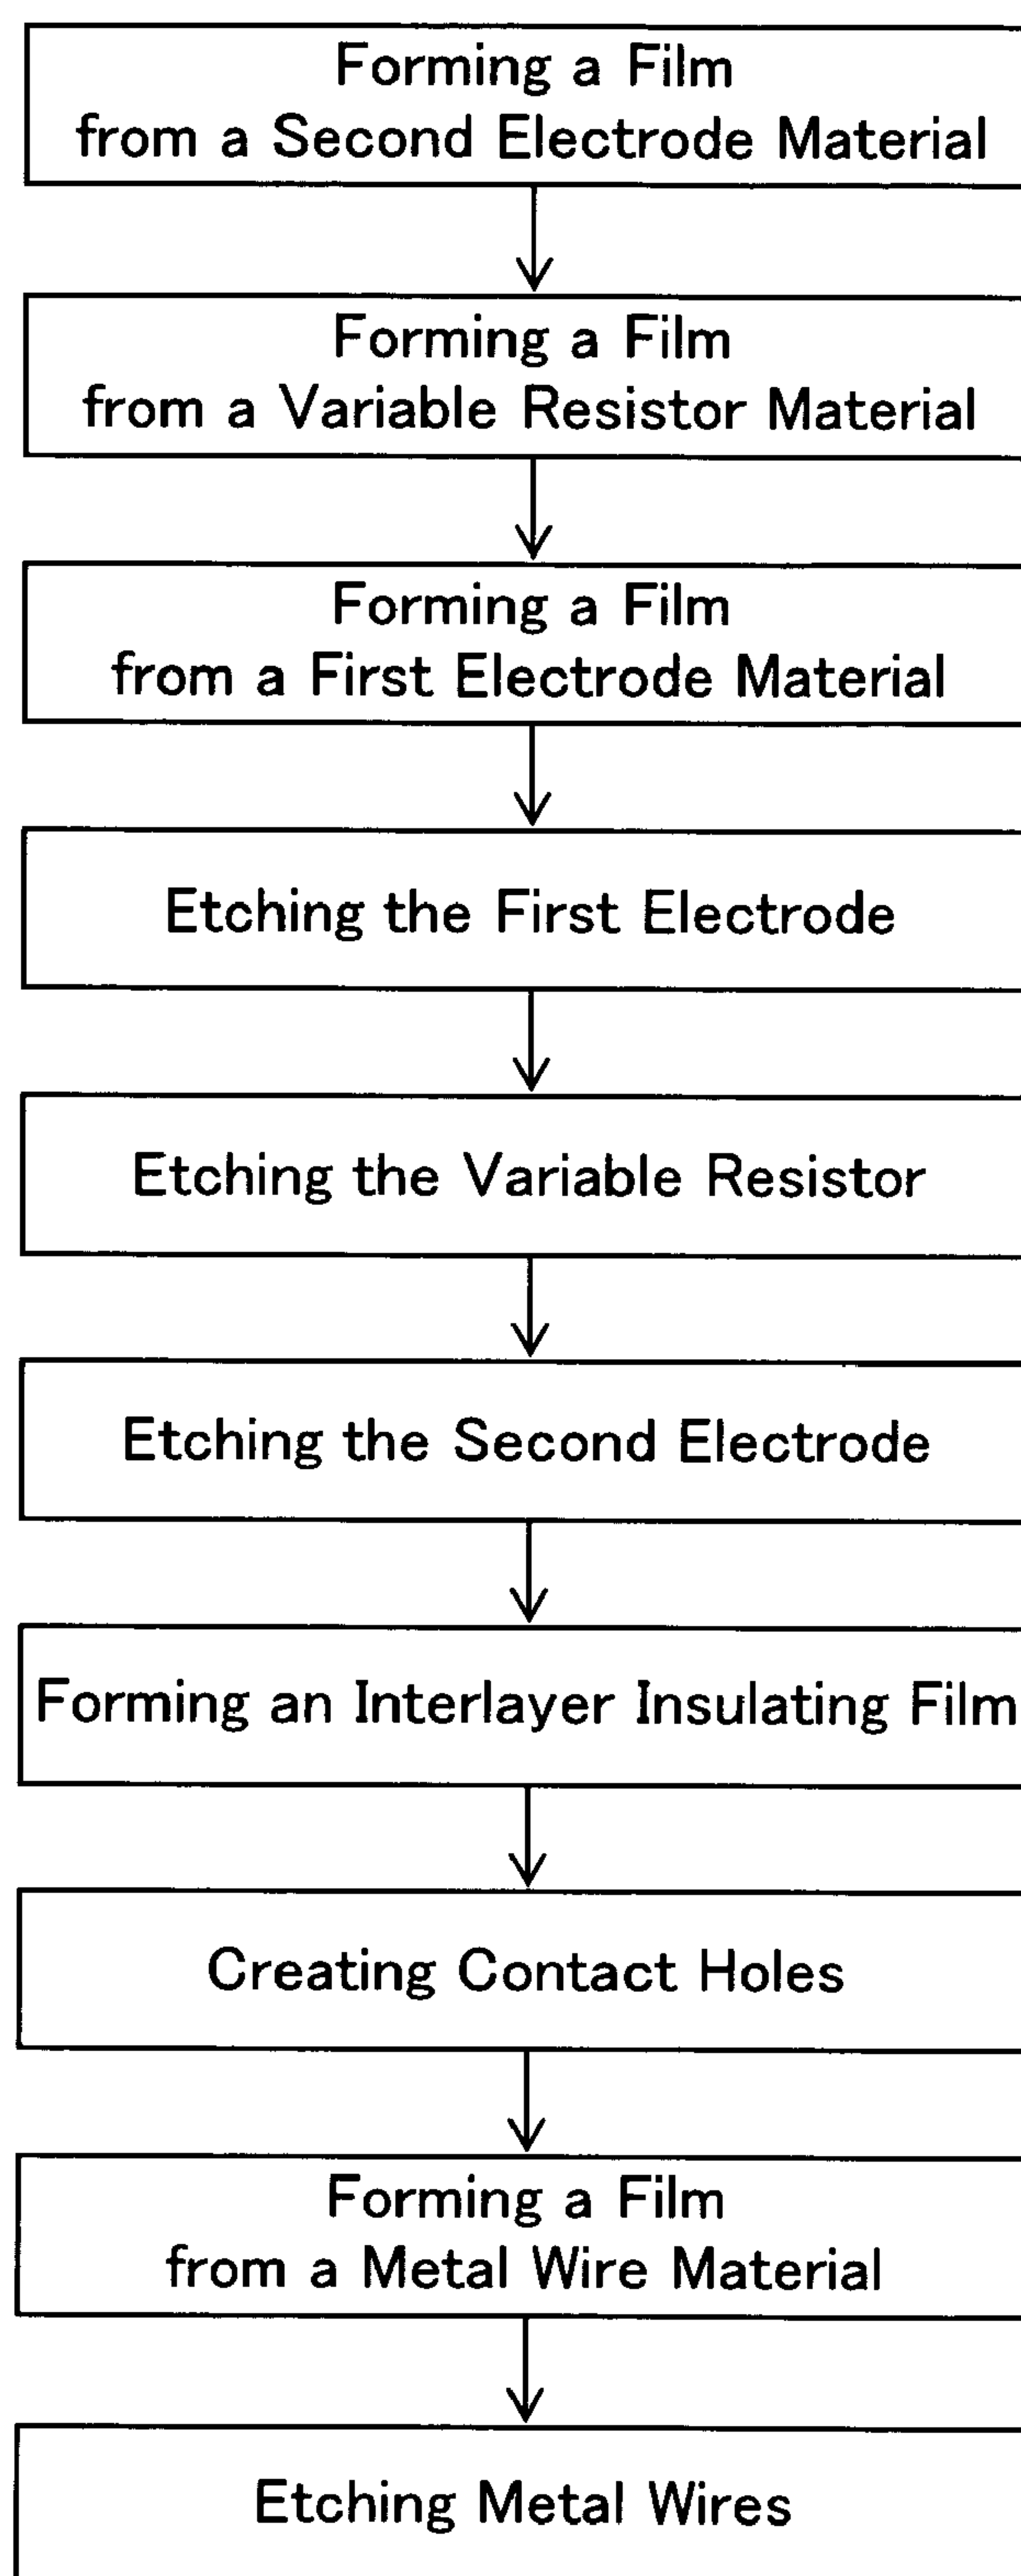 Forming a Film
from a Second Electrode Material
Forming a Film
from a Variable Resistor Material
Forming a Film
from a First Electrode Material
Etching the First Electrode
Etching the Variable Resistor
Etching the Second Electrode
Forming an Interlayer Insulating Film
Creating Contact Holes
Forming a Film
from a Metal Wire Material
Etching Metal Wires